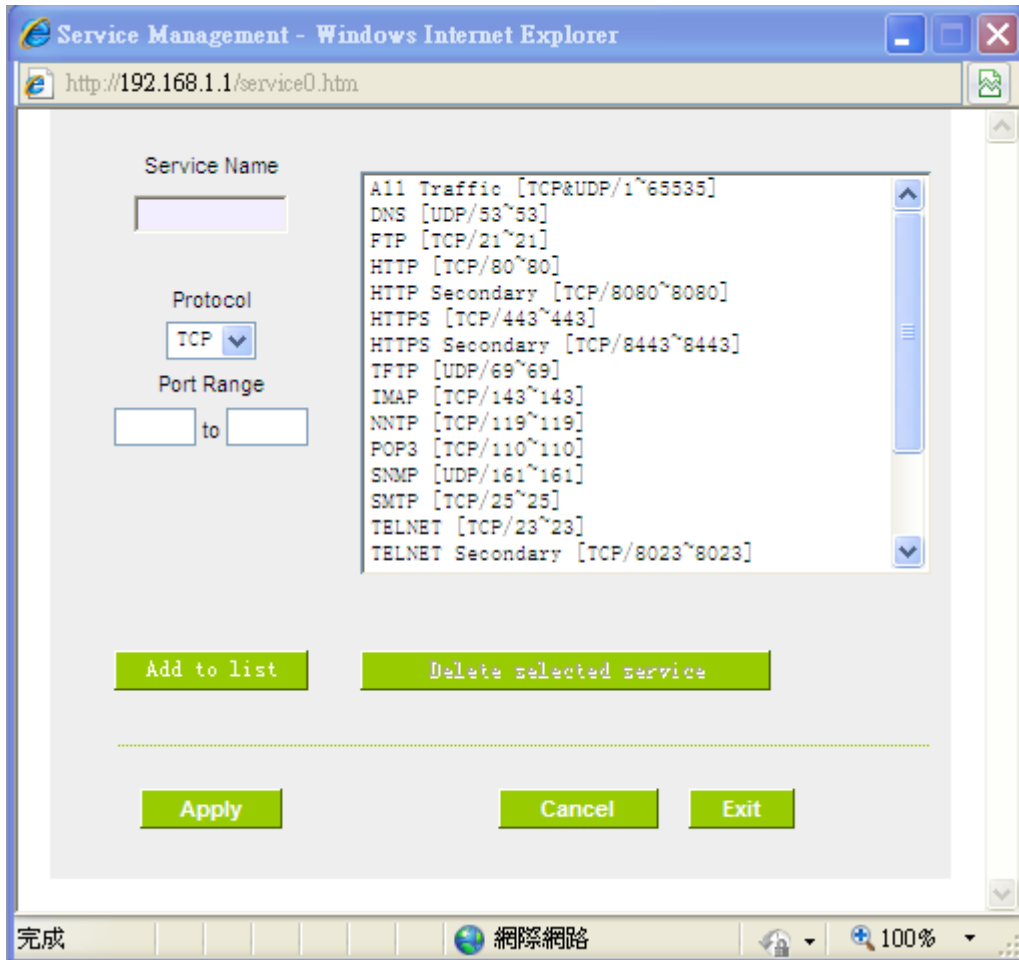 Service Management - Windows Internet Explorer
http://192.168.1.1/service0.htm
Service Name
Protocol
TCP
Port Range
to
All Traffic [TCP&UDP/1~65535]
DNS [UDP/53~53]
FTP [TCP/21~21]
HTTP [TCP/80~80]
HTTP Secondary [TCP/8080~8080]
HTTPS [TCP/443~443]
HTTPS Secondary [TCP/8443~8443]
TFTP [UDP/69~69]
IMAP [TCP/143~143]
NNTP [TCP/119~119]
POP3 [TCP/110~110]
SNMP [UDP/161~161]
SMTP [TCP/25~25]
TELNET [TCP/23~23]
TELNET Secondary [TCP/8023~8023]
Add to list
Delete selected service
Apply
Cancel
Exit
完成
網際網路
100%